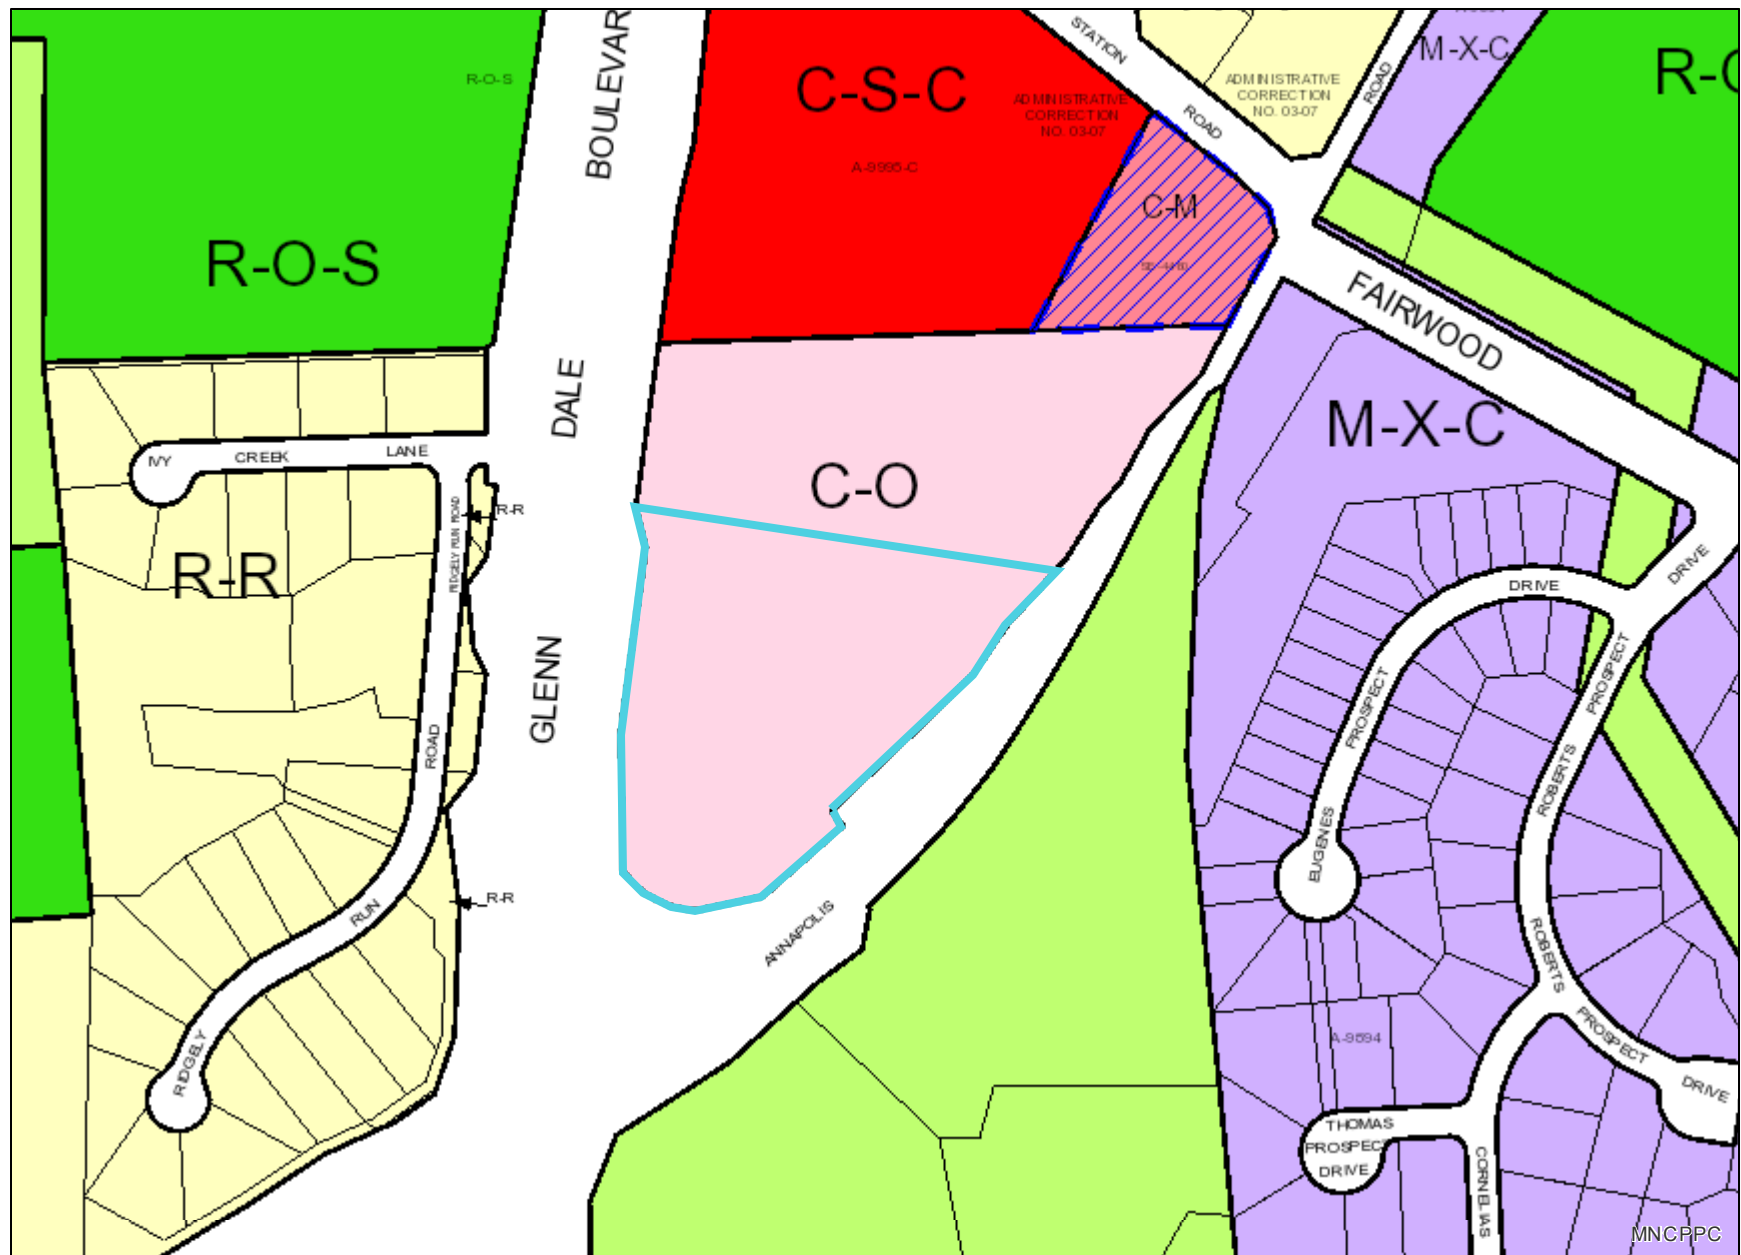 BOULEVAR
DALE
GLENN
STATION
ROAD
ROAD
M-X-C
R-O-S
C-S-C
A-9995-C
ADMINISTRATIVE
CORRECTION
NO. 03-07
ADMINISTRATIVE
CORRECTION
NO. 03-07
C-M
R-O-S
FAIRWOOD
M-X-C
IVY
CREEK
LANE
C-O
RIDGELY RUN ROAD
R-R
R-R
ROAD
RUN
RIDGELY
R-R
ANNAPOLIS
DRIVE
DRIVE
PROSPECT
EUGENES
PROSPECT
ROBERTS
ROBERTS
PROSPECT
DRIVE
A-9894
THOMAS
PROSPECT
DRIVE
CORNELIAS
MNCPPC